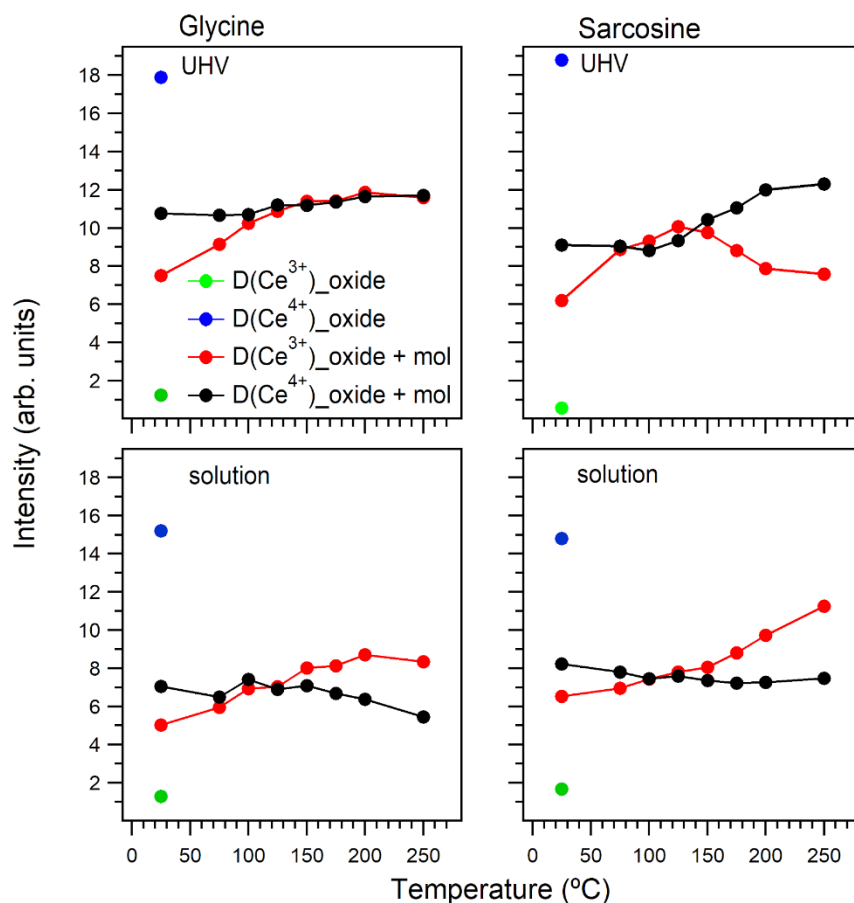 Glycine
Sarcosine
UHV
UHV
18
16
14
12
10
8
6
4
2
D(Ce³⁺)_oxide
D(Ce⁴⁺)_oxide
D(Ce³⁺)_oxide + mol
D(Ce⁴⁺)_oxide + mol
Intensity (arb. units)
solution
solution
18
16
14
12
10
8
6
4
2
0 50 100 150 200 250
0 50 100 150 200 250
Temperature (ºC)